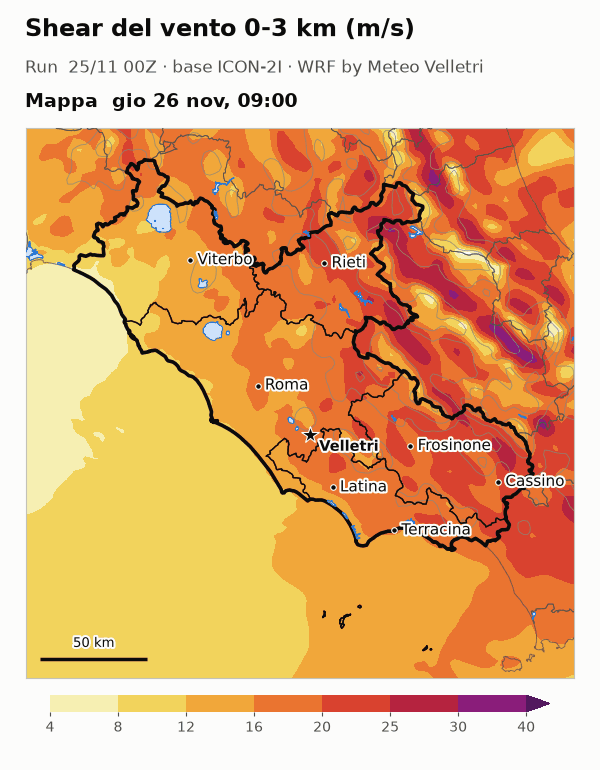 Shear del vento 0-3 km (m/s)
Run  25/11 00Z · base ICON-2I · WRF by Meteo Velletri
Mappa  gio 26 nov, 09:00
Viterbo
Rieti
Roma
Velletri
Frosinone
Cassino
Latina
Terracina
50 km
4 8 12 16 20 25 30 40